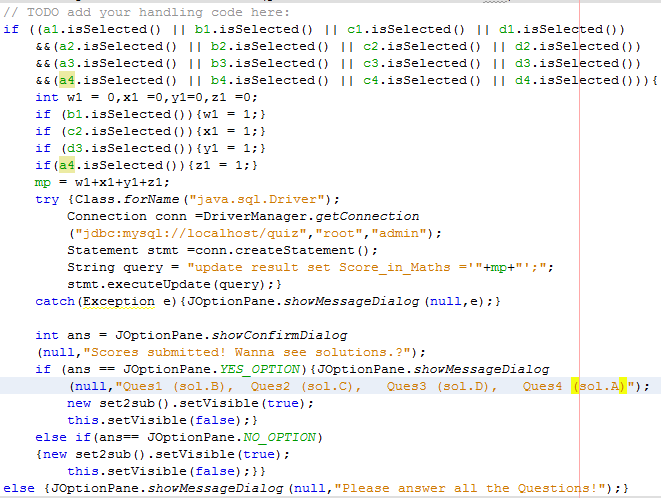 // TODO add your handling code here:
if ((a1.isSelected() || b1.isSelected() || c1.isSelected || d1.isSelected())
&&(a2.isSelected() || b2.isSelected() || c2.isSelected || d2.isSelected())
&&(a3.isSelected() || b3.isSelected() || c3.isSelected || d3.isSelected())
&&(a4.isSelected() || b4.isSelected() || c4.isSelected || d4.isSelected())){
int w1 = 0,x1 =0,y1=0,z1 =0;
if (b1.isSelected()){w1 = 1;}
if (c2.isSelected()){x1 = 1;}
if (d3.isSelected()){y1 = 1;}
if(a4.isSelected()){z1 = 1;}
mp = w1+x1+y1+z1;
try {Class.forName("java.sql.Driver");
Connection conn =DriverManager.getConnection
("jdbc:mysql://localhost/quiz","root","admin");
Statement stmt =conn.createStatement();
String query = "update result set Score_in_Maths ='"+mp+"';";
stmt.executeUpdate(query);}
catch(Exception e){JOptionPane.showMessageDialog(null,e);}
int ans = JOptionPane.showConfirmDialog
(null,"Scores submitted! Wanna see solutions.?");
if (ans == JOptionPane.YES_OPTION){JOptionPane.showMessageDialog
(null,"Ques1 (sol.B), Ques2 (sol.C), Ques3 (sol.D), Ques4 (sol.A)");
new set2sub().setVisible(true);
this.setVisible(false);}
else if(ans== JOptionPane.NO_OPTION)
{new set2sub().setVisible(true);
this.setVisible(false);}}
else {JOptionPane.showMessageDialog(null,"Please answer all the Questions!");}